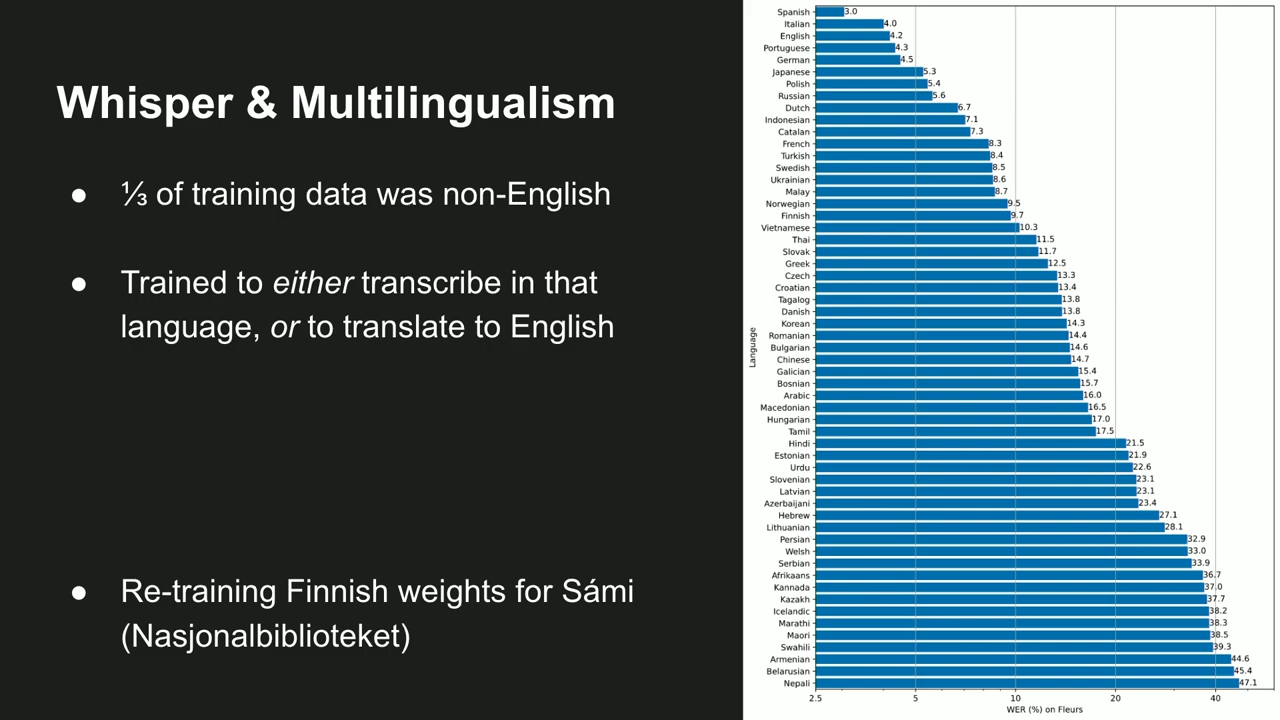 Whisper & Multilingualism
● ⅓ of training data was non-English
● Trained to either transcribe in that
language, or to translate to English
● Re-training Finnish weights for Sámi
(Nasjonalbiblioteket)
Language
Spanish 3.0
Italian 4.0
English 4.2
Portuguese 4.3
German 4.5
Japanese 5.3
Polish 5.4
Russian 5.6
Dutch 6.7
Indonesian 7.1
Catalan 7.3
French 8.3
Turkish 8.4
Swedish 8.5
Ukrainian 8.6
Malay 8.7
Norwegian 9.5
Finnish 9.7
Vietnamese 10.3
Thai 11.5
Slovak 11.7
Greek 12.5
Czech 13.3
Croatian 13.4
Tagalog 13.8
Danish 13.8
Korean 14.3
Romanian 14.4
Bulgarian 14.6
Chinese 14.7
Galician 15.4
Bosnian 15.7
Arabic 16.0
Macedonian 16.5
Hungarian 17.0
Tamil 17.5
Hindi 21.5
Estonian 21.9
Urdu 22.6
Slovenian 23.1
Latvian 23.1
Azerbaijani 23.4
Hebrew 27.1
Lithuanian 28.1
Persian 32.9
Welsh 33.0
Serbian 33.9
Afrikaans 36.7
Kannada 37.0
Kazakh 37.7
Icelandic 38.2
Marathi 38.3
Maori 38.5
Swahili 39.3
Armenian 44.6
Belarusian 45.4
Nepali 47.1
2.5 5 10 20 40
WER (%) on Fleurs